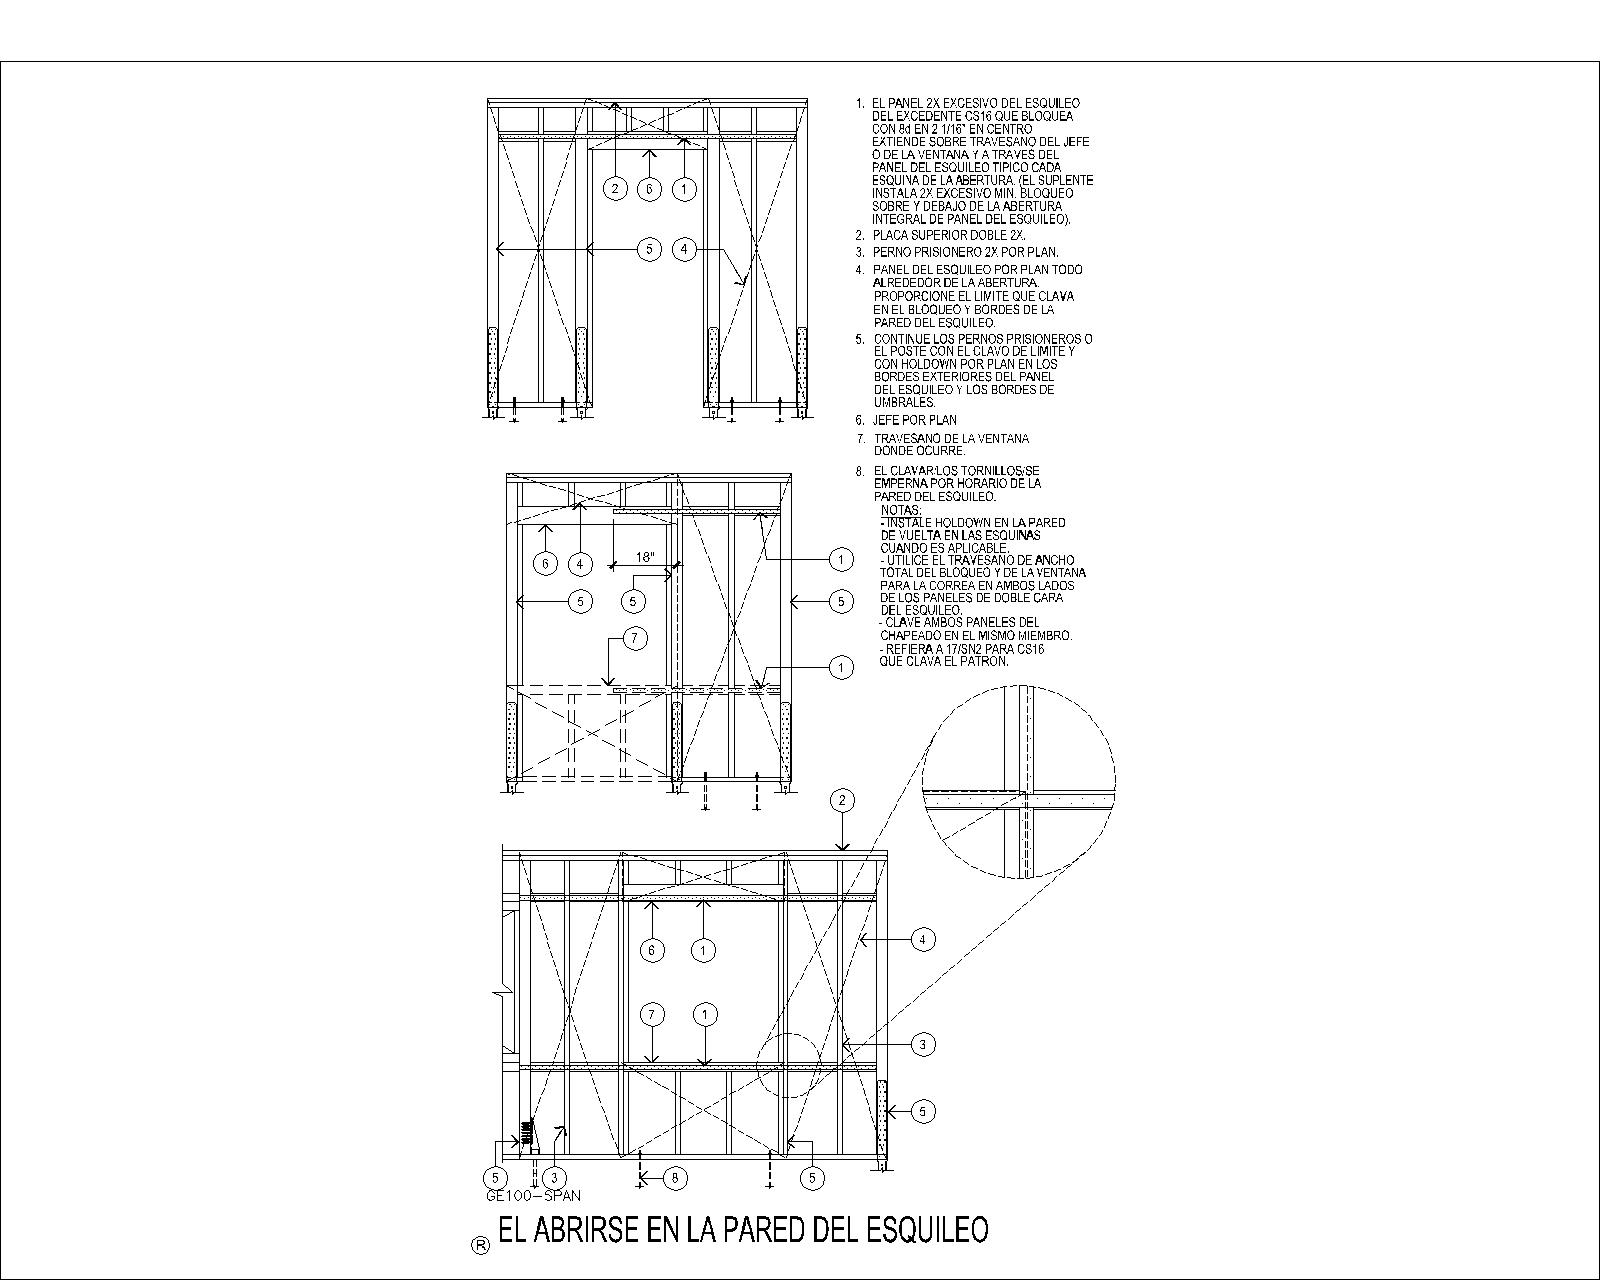 1. EL PANEL 2X EXCESIVO DEL ESQUILEO
DEL EXCEDENTE CS16 QUE BLOQUEA
CON 8d EN 2 1/16" EN CENTRO
EXTIENDE SOBRE TRAVESANO DEL JEFE
O DE LA VENTANA Y A TRAVES DEL
PANEL DEL ESQUILEO TIPICO CADA
ESQUINA DE LA ABERTURA. (EL SUPLENTE
INSTALA 2X EXCESIVO MIN. BLOQUEO
SOBRE Y DEBAJO DE LA ABERTURA
INTEGRAL DE PANEL DEL ESQUILEO).
2. PLACA SUPERIOR DOBLE 2X.
3. PERNO PRISIONERO 2X POR PLAN.
4. PANEL DEL ESQUILEO POR PLAN TODO
ALREDEDOR DE LA ABERTURA.
PROPORCIONE EL LIMITE QUE CLAVA
EN EL BLOQUEO Y BORDES DE LA
PARED DEL ESQUILEO.
5. CONTINUE LOS PERNOS PRISIONEROS O
EL POSTE CON EL CLAVO DE LIMITE Y
CON HOLDOWN POR PLAN EN LOS
BORDES EXTERIORES DEL PANEL
DEL ESQUILEO Y LOS BORDES DE
UMBRALES.
6. JEFE POR PLAN
7. TRAVESANO DE LA VENTANA
DONDE OCURRE.
8. EL CLAVAR/LOS TORNILLOS/SE
EMPERNA POR HORARIO DE LA
PARED DEL ESQUILEO.
NOTAS:
- INSTALE HOLDOWN EN LA PARED
DE VUELTA EN LAS ESQUINAS
CUANDO ES APLICABLE.
- UTILICE EL TRAVESANO DE ANCHO
TOTAL DEL BLOQUEO Y DE LA VENTANA
PARA LA CORREA EN AMBOS LADOS
DE LOS PANELES DE DOBLE CARA
DEL ESQUILEO.
- CLAVE AMBOS PANELES DEL
CHAPEADO EN EL MISMO MIEMBRO.
- REFIERA A 17/SN2 PARA CS16
QUE CLAVA EL PATRON.
2 6 1
5 4
18"
6 4 1
5 5 5
7
1
2
6 1 4
7 1
3
5
5 3 8 5
GE100-SPAN
® EL ABRIRSE EN LA PARED DEL ESQUILEO